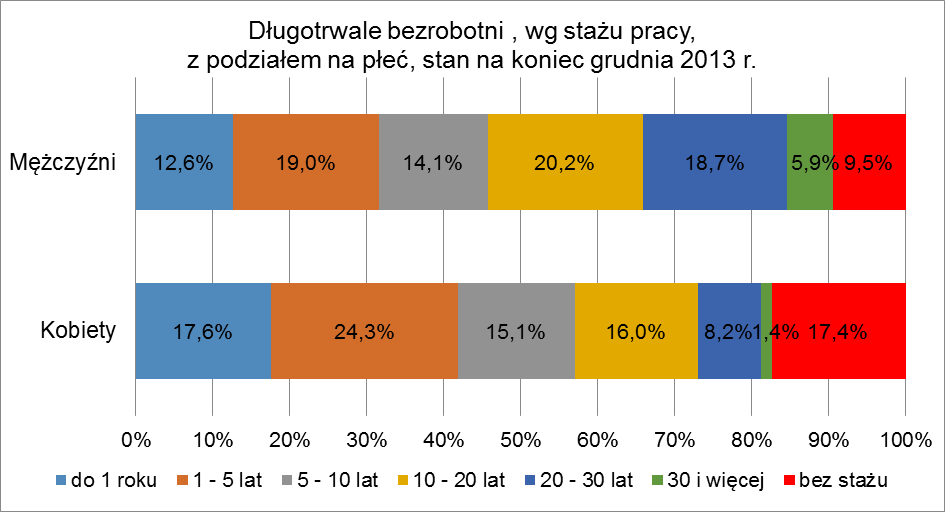 Długotrwale bezrobotni , wg stażu pracy,
z podziałem na płeć, stan na koniec grudnia 2013 r.
Mężczyźni 12,6% 19,0% 14,1% 20,2% 18,7% 5,9% 9,5%
Kobiety 17,6% 24,3% 15,1% 16,0% 8,2% 1,4% 17,4%
0% 10% 20% 30% 40% 50% 60% 70% 80% 90% 100%
do 1 roku 1 - 5 lat 5 - 10 lat 10 - 20 lat 20 - 30 lat 30 i więcej bez stażu